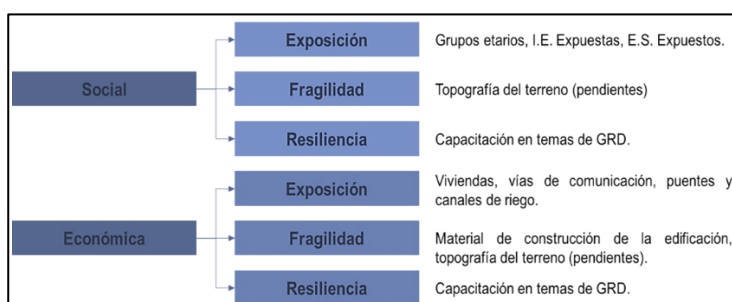 Exposición
Grupos etarios, I.E. Expuestas, E.S. Expuestos.
Social
Fragilidad
Topografía del terreno (pendientes)
Resiliencia
Capacitación en temas de GRD.
Exposición
Viviendas, vías de comunicación, puentes y
canales de riego.
Económica
Fragilidad
Material de construcción de la edificación,
topografía del terreno (pendientes).
Resiliencia
Capacitación en temas de GRD.